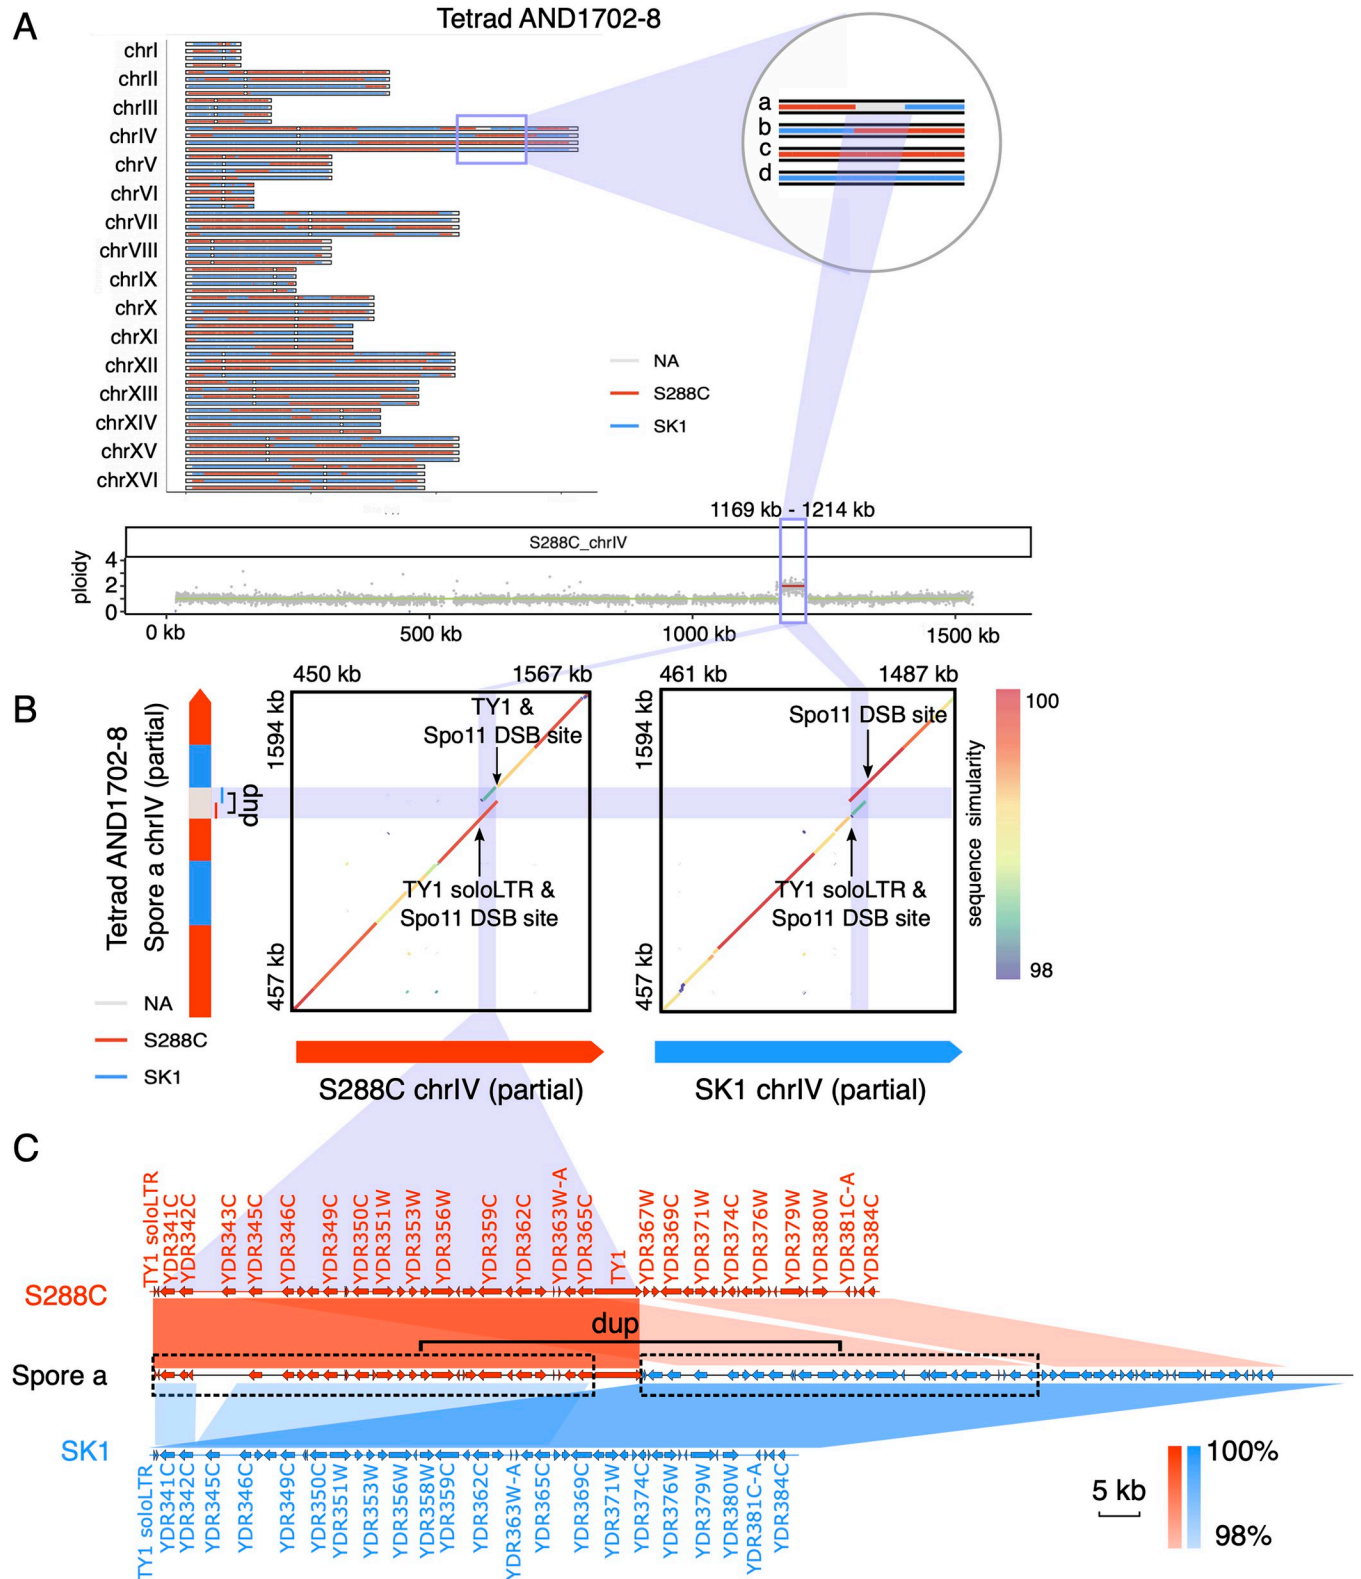 A
Tetrad AND1702-8
chrI
chrII
chrIII
chrIV
chrV
chrVI
chrVII
chrVIII
chrIX
chrX
chrXI
chrXII
chrXIII
chrXIV
chrXV
chrXVI
a
b
c
d
NA
S288C
SK1
1169 kb - 1214 kb
S288C_chrIV
ploidy
4
2
0
0 kb
500 kb
1000 kb
1500 kb
B
Tetrad AND1702-8
Spore a chrIV (partial)
dup
NA
S288C
SK1
450 kb
1567 kb
1594 kb
457 kb
TY1 &
Spo11 DSB site
TY1 soloLTR &
Spo11 DSB site
S288C chrIV (partial)
461 kb
1487 kb
1594 kb
457 kb
Spo11 DSB site
TY1 soloLTR &
Spo11 DSB site
SK1 chrIV (partial)
100
98
sequence simularity
C
TY1 soloLTR
YDR341C
YDR342C
YDR343C
YDR345C
YDR346C
YDR349C
YDR350C
YDR351W
YDR353W
YDR356W
YDR359C
YDR362C
YDR363W-A
YDR365C
TY1
YDR367W
YDR369C
YDR371W
YDR374C
YDR376W
YDR379W
YDR380W
YDR381C-A
YDR384C
S288C
dup
Spore a
SK1
TY1 soloLTR
YDR341C
YDR342C
YDR345C
YDR346C
YDR349C
YDR350C
YDR351W
YDR353W
YDR356W
YDR358W
YDR359C
YDR362C
YDR363W-A
YDR365C
YDR369C
YDR371W
YDR374C
YDR376W
YDR379W
YDR380W
YDR381C-A
YDR384C
5 kb
100%
98%